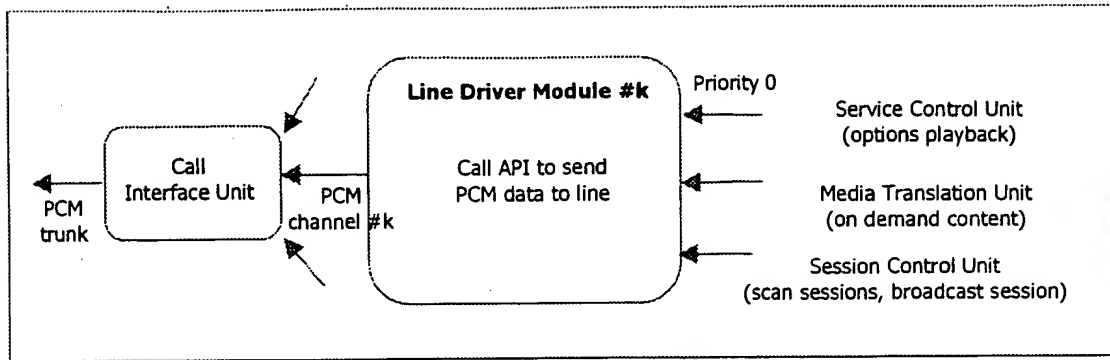 Line Driver Module #k
Priority 0
Service Control Unit
(options playback)
Call
Interface Unit
Call API to send
PCM data to line
PCM
trunk
PCM
channel #k
Media Translation Unit
(on demand content)
Session Control Unit
(scan sessions, broadcast session)